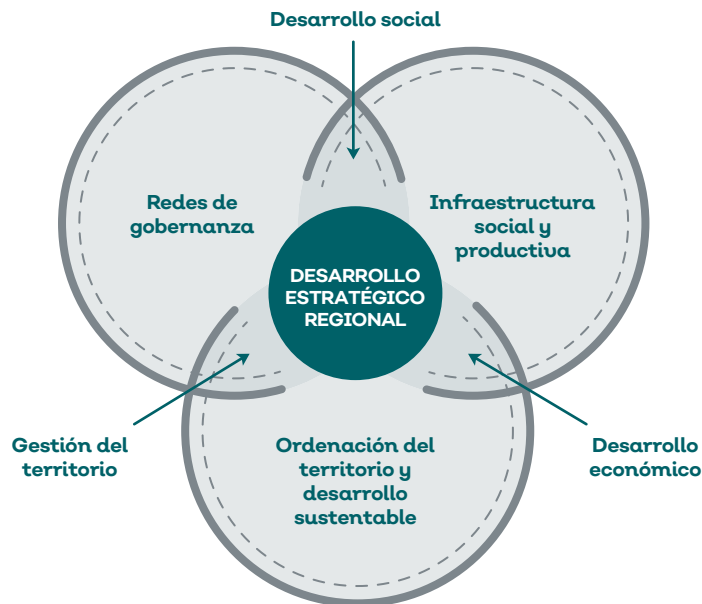 Desarrollo social
Redes de
gobernanza
Infraestructura
social y
productiva
DESARROLLO
ESTRATÉGICO
REGIONAL
Gestión del
territorio
Ordenación del
territorio y
desarrollo
sustentable
Desarrollo
económico